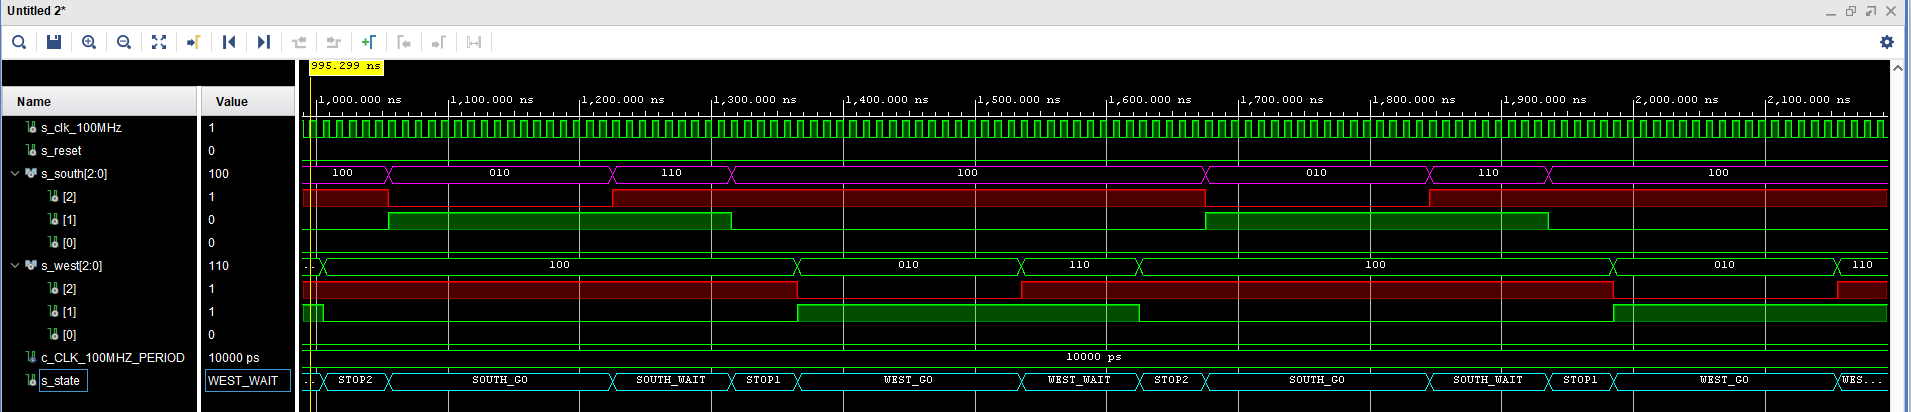 Untitled 2*
995.299 ns
Name Value
1,000.000 ns 1,100.000 ns 1,200.000 ns 1,300.000 ns 1,400.000 ns 1,500.000 ns 1,600.000 ns 1,700.000 ns 1,800.000 ns 1,900.000 ns 2,000.000 ns 2,100.000 ns
s_clk_100MHz 1
s_reset 0
s_south[2:0] 100 100 010 110 100 010 110 100
[2] 1
[1] 0
[0] 0
s_west[2:0] 110 .. 100 010 110 100 010 110
[2] 1
[1] 1
[0] 0
c_CLK_100MHZ_PERIOD 10000 ps 10000 ps
s_state WEST_WAIT .. STOP2 SOUTH_GO SOUTH_WAIT STOP1 WEST_GO WEST_WAIT STOP2 SOUTH_GO SOUTH_WAIT STOP1 WEST_GO WES...